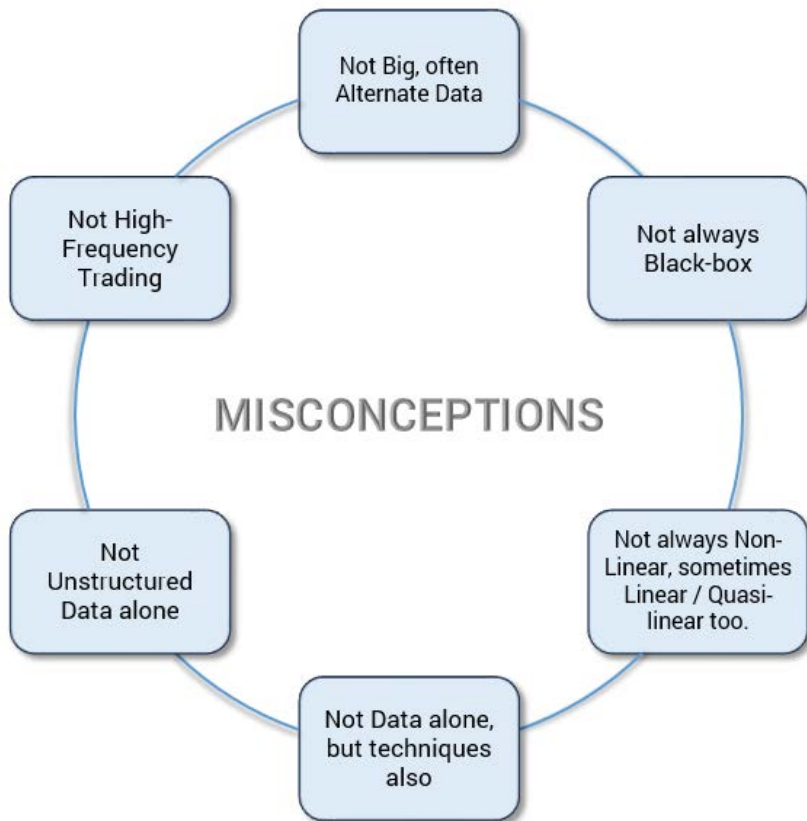 Not Big, often
Alternate Data
Not always
Black-box
Not always Non-
Linear, sometimes
Linear / Quasi-
linear too.
Not Data alone,
but techniques
also
Not
Unstructured
Data alone
Not High-
Frequency
Trading
MISCONCEPTIONS